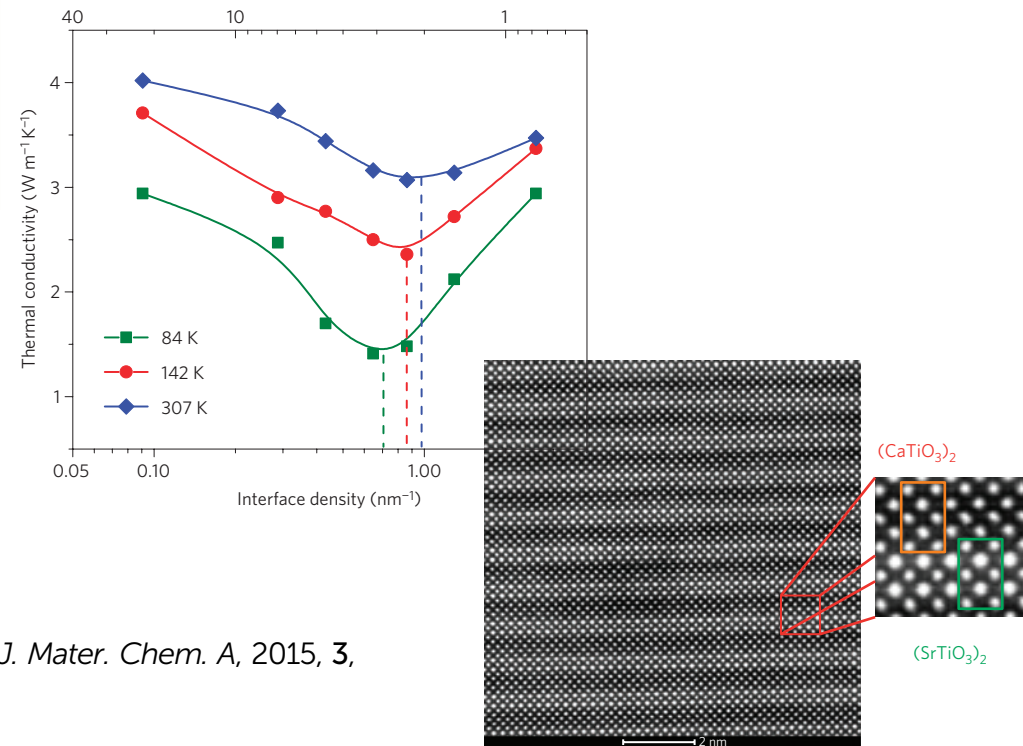 40 10 1
4
3
2
1
Thermal conductivity (W m⁻¹ K⁻¹)
84 K
142 K
307 K
0.05 0.10 1.00
Interface density (nm⁻¹)
(CaTiO₃)₂
(SrTiO₃)₂
2 nm
J. Mater. Chem. A, 2015, 3,